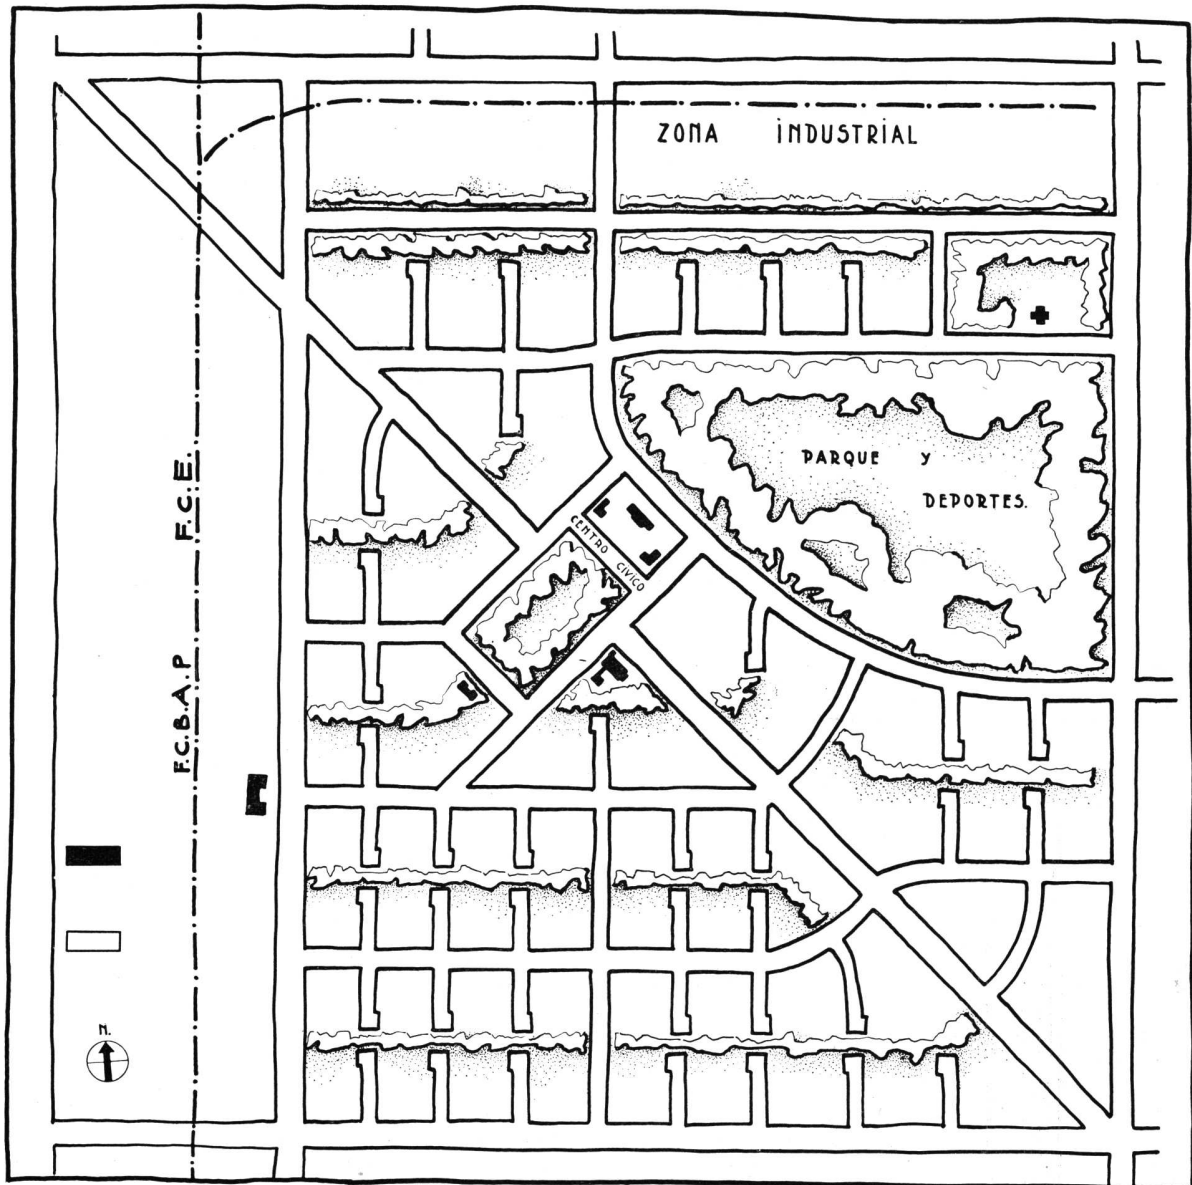 ZONA INDUSTRIAL
PARQUE y
DEPORTES.
CENTRO CIVICO
F.C.E.
F.C.B.A.P
N.